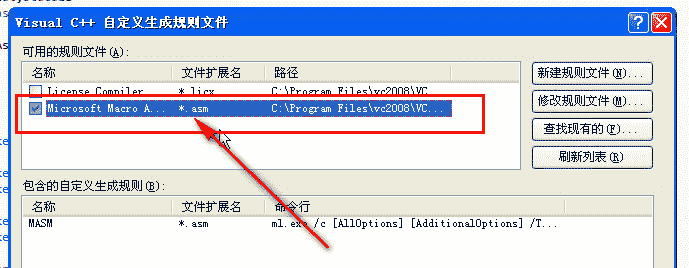 Visual C++ 自定义生成规则文件
可用的规则文件(A):
名称 文件扩展名 路径
License Compiler *.licx C:\Program Files\vc2008\VC
Microsoft Macro A... *.asm C:\Program Files\vc2008\VC...
新建规则文件(N)...
修改规则文件(M)...
查找现有的(F)...
刷新列表(R)
包含的自定义生成规则(B):
名称 文件扩展名 命令行
MASM *.asm ml.exe /c [AllOptions] [AdditionalOptions] /T...